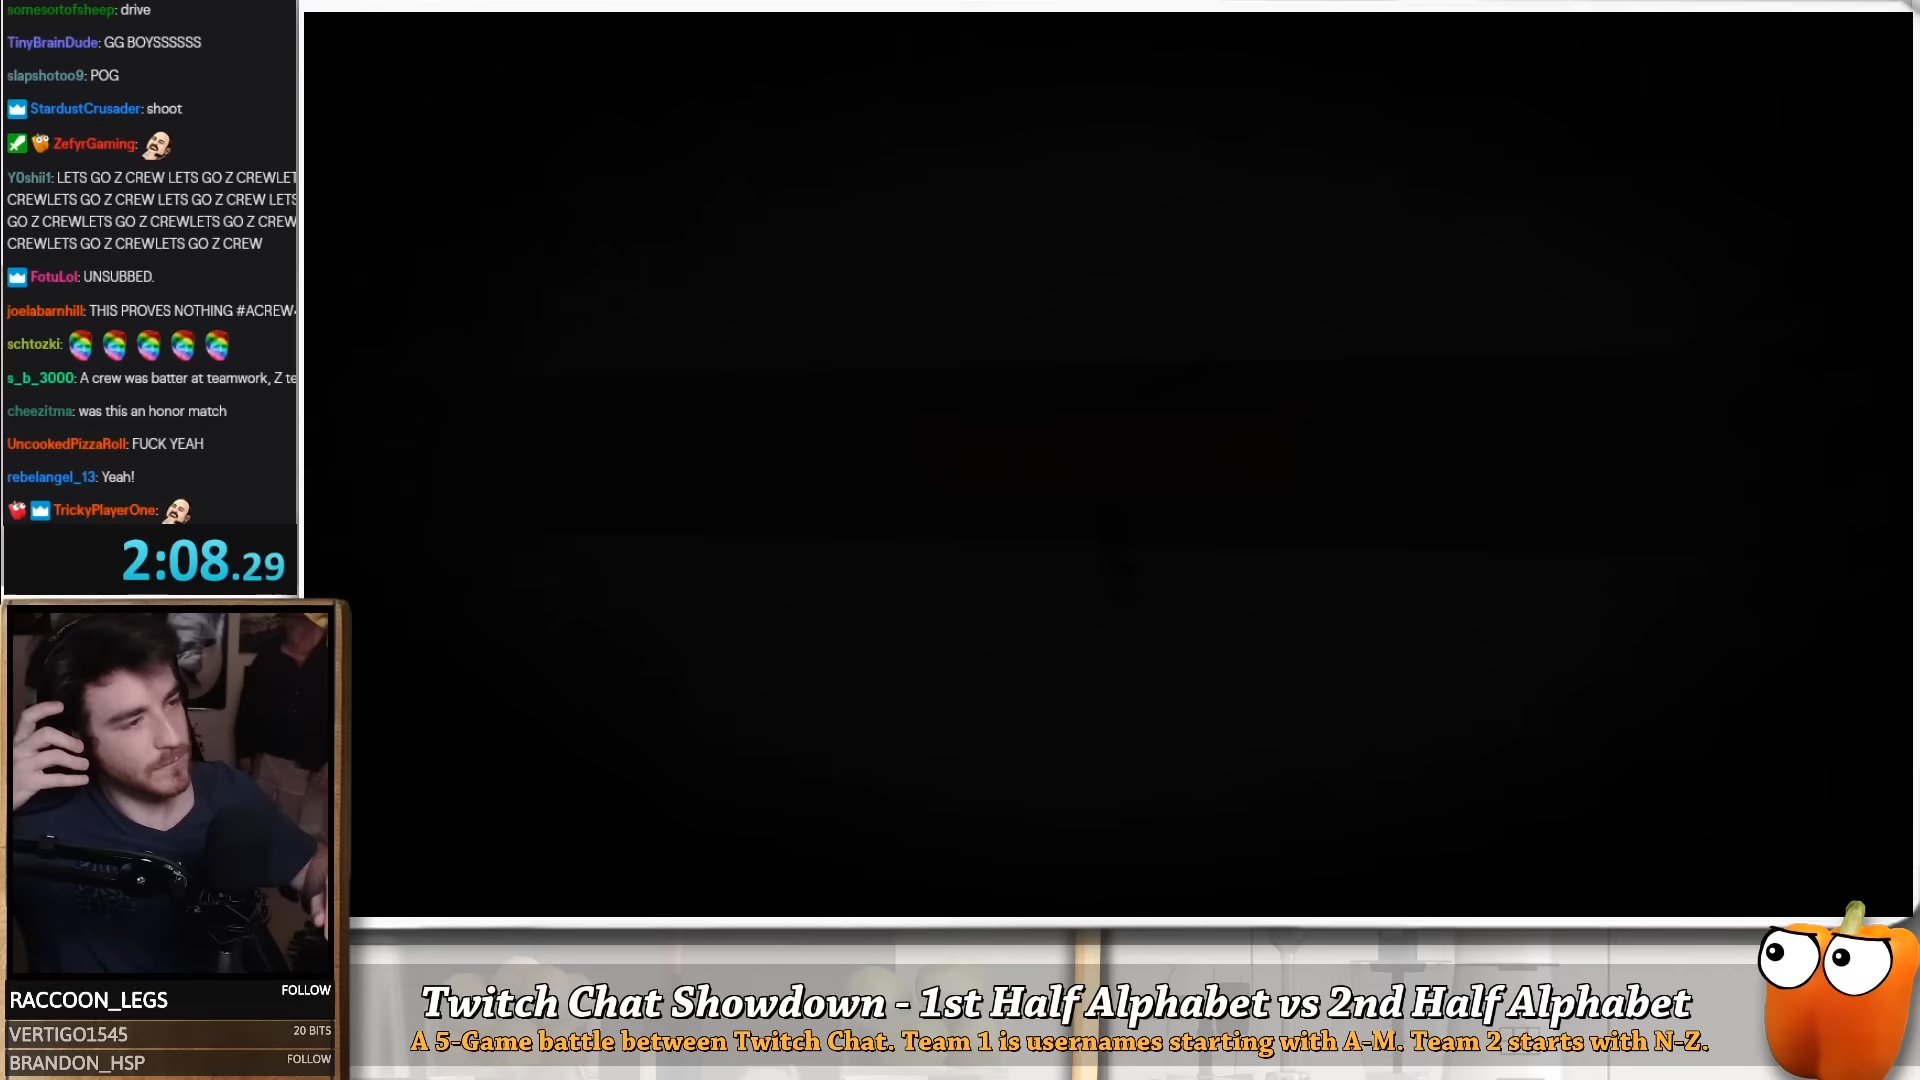 somesortofsheep: drive
TinyBrainDude: GG BOYSSSSSS
slapshotoo9: POG
StardustCrusader: shoot
ZefyrGaming:
Y0shii1: LETS GO Z CREW LETS GO Z CREWLET
CREWLETS GO Z CREW LETS GO Z CREW LETS
GO Z CREWLETS GO Z CREWLETS GO Z CREW
CREWLETS GO Z CREWLETS GO Z CREW
FotuLol: UNSUBBED.
joelabarnhill: THIS PROVES NOTHING #ACREW
schtozki:
s_b_3000: A crew was batter at teamwork, Z te
cheezitma: was this an honor match
UncookedPizzaRoll: FUCK YEAH
rebelangel_13: Yeah!
TrickyPlayerOne:
2:08.29
RACCOON_LEGS FOLLOW
VERTIGO1545 20 BITS
BRANDON_HSP FOLLOW
Twitch Chat Showdown - 1st Half Alphabet vs 2nd Half Alphabet
A 5-Game battle between Twitch Chat. Team 1 is usernames starting with A-M. Team 2 starts with N-Z.